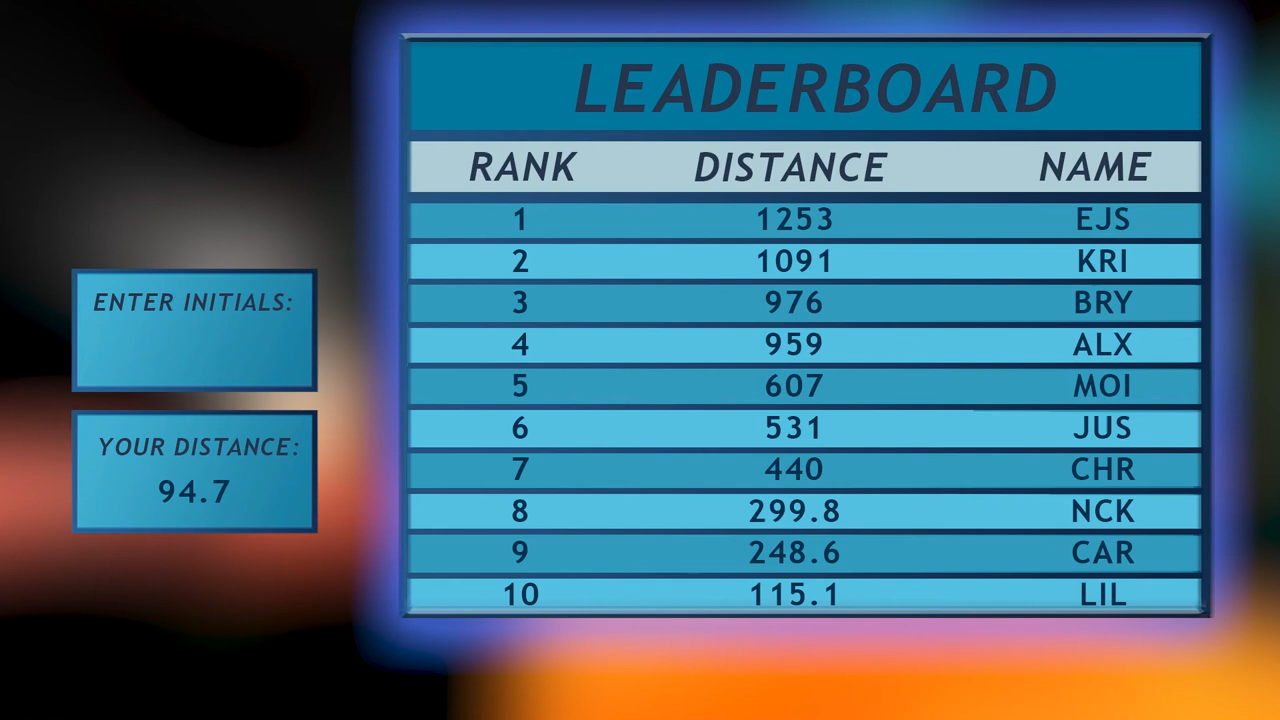 LEADERBOARD
RANK DISTANCE NAME
1 1253 EJS
2 1091 KRI
3 976 BRY
4 959 ALX
5 607 MOI
6 531 JUS
7 440 CHR
8 299.8 NCK
9 248.6 CAR
10 115.1 LIL
ENTER INITIALS:
YOUR DISTANCE:
94.7